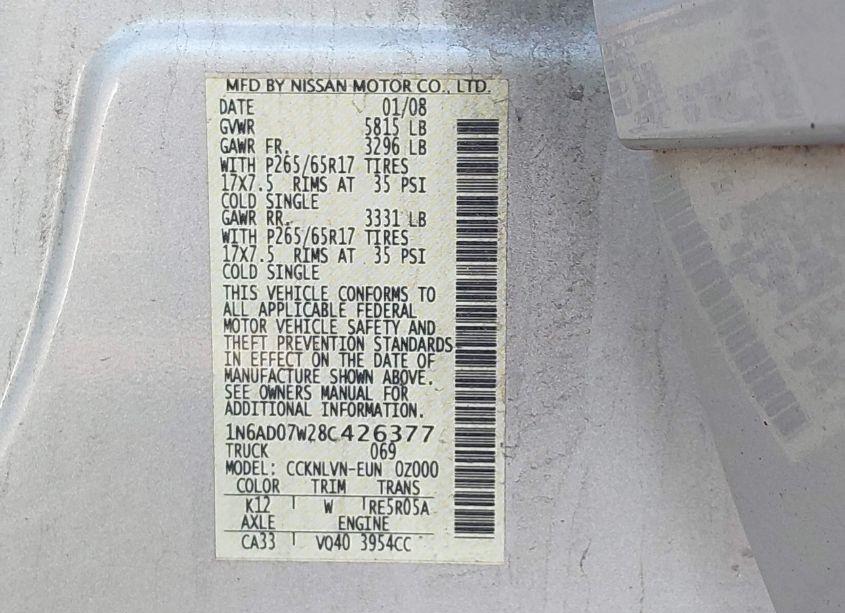 MFD BY NISSAN MOTOR CO., LTD.
DATE 01/08
GVWR 5815 LB
GAWR FR. 3296 LB
WITH P265/65R17 TIRES
17X7.5 RIMS AT 35 PSI
COLD SINGLE
GAWR RR. 3331 LB
WITH P265/65R17 TIRES
17X7.5 RIMS AT 35 PSI
COLD SINGLE
THIS VEHICLE CONFORMS TO
ALL APPLICABLE FEDERAL
MOTOR VEHICLE SAFETY AND
THEFT PREVENTION STANDARDS
IN EFFECT ON THE DATE OF
MANUFACTURE SHOWN ABOVE.
SEE OWNERS MANUAL FOR
ADDITIONAL INFORMATION.
1N6AD07W28C426377
TRUCK 069
MODEL: CCKNLVN-EUN 0Z000
COLOR TRIM TRANS
K12 W RE5R05A
AXLE ENGINE
CA33 VQ40 3954CC